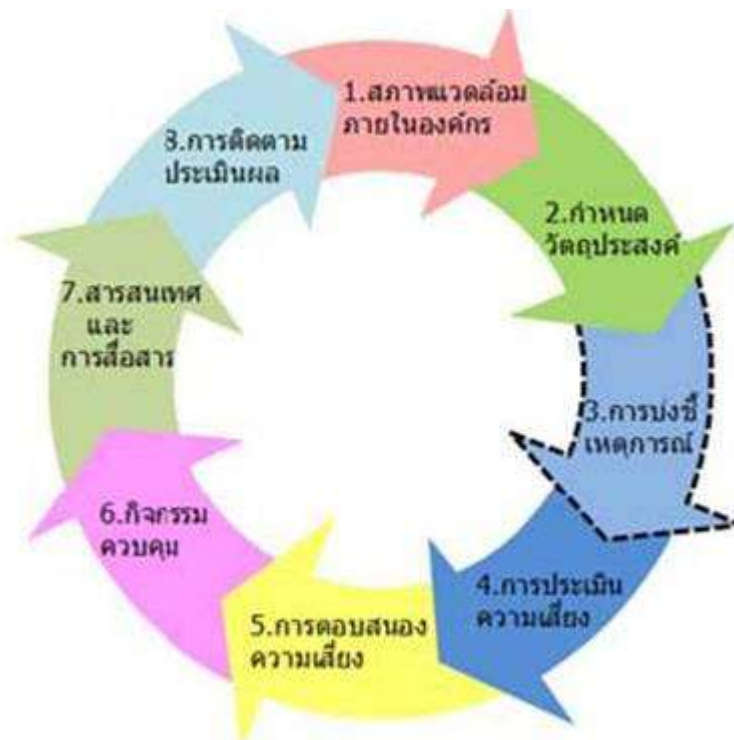 1.สภาพแวดล้อม
ภายในองค์กร
2.กำหนด
วัตถุประสงค์
3.การบ่งชี้
เหตุการณ์
4.การประเมิน
ความเสี่ยง
5.การตอบสนอง
ความเสี่ยง
6.กิจกรรม
ควบคุม
7.สารสนเทศ
และ
การสื่อสาร
8.การติดตาม
ประเมินผล